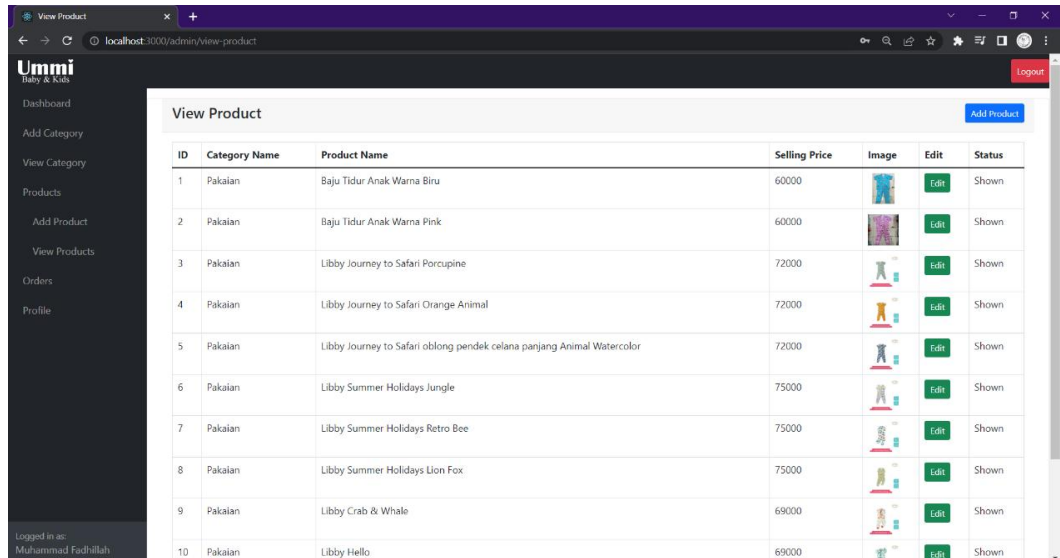 View Product
localhost:3000/admin/view-product
Ummi
Baby & Kids
Logout
Dashboard
Add Category
View Category
Products
Add Product
View Products
Orders
Profile
Logged in as:
Muhammad Fadhillah
View Product Add Product
ID Category Name Product Name Selling Price Image Edit Status
1 Pakaian Baju Tidur Anak Warna Biru 60000 Edit Shown
2 Pakaian Baju Tidur Anak Warna Pink 60000 Edit Shown
3 Pakaian Libby Journey to Safari Porcupine 72000 Edit Shown
4 Pakaian Libby Journey to Safari Orange Animal 72000 Edit Shown
5 Pakaian Libby Journey to Safari oblong pendek celana panjang Animal Watercolor 72000 Edit Shown
6 Pakaian Libby Summer Holidays Jungle 75000 Edit Shown
7 Pakaian Libby Summer Holidays Retro Bee 75000 Edit Shown
8 Pakaian Libby Summer Holidays Lion Fox 75000 Edit Shown
9 Pakaian Libby Crab & Whale 69000 Edit Shown
10 Pakaian Libby Hello 69000 Edit Shown